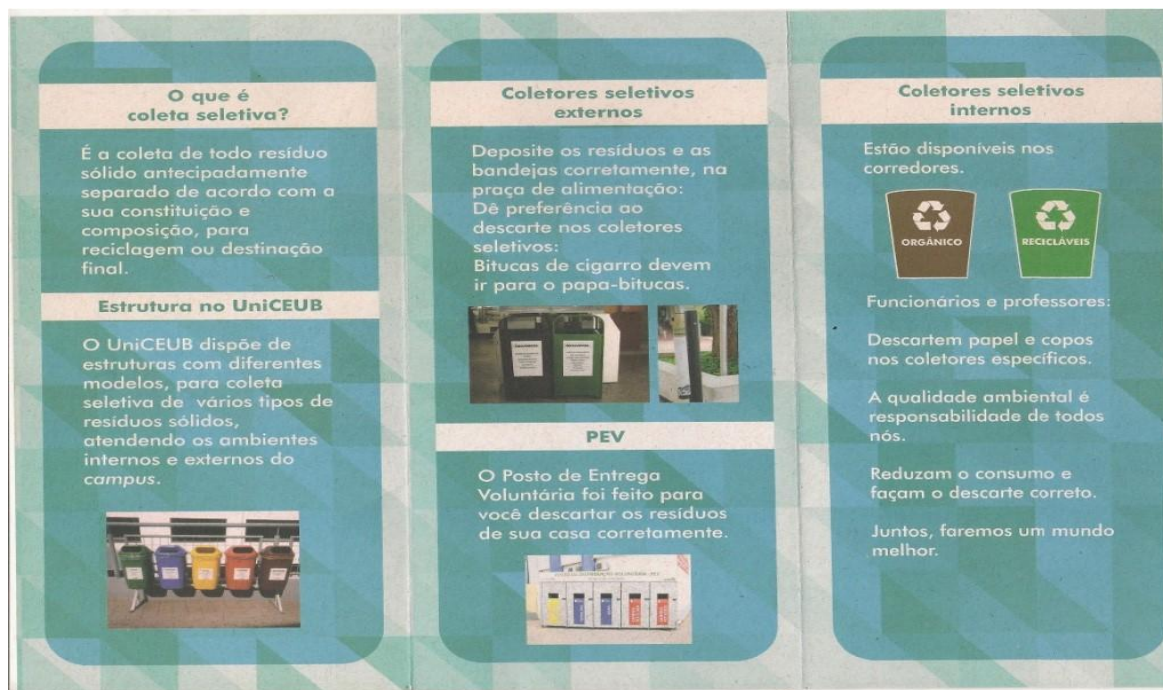 O que é
coleta seletiva?
É a coleta de todo resíduo
sólido antecipadamente
separado de acordo com a
sua constituição e
composição, para
reciclagem ou destinação
final.
Estrutura no UniCEUB
O UniCEUB dispõe de
estruturas com diferentes
modelos, para coleta
seletiva de vários tipos de
resíduos sólidos,
atendendo os ambientes
internos e externos do
campus.
Coletores seletivos
externos
Deposite os resíduos e as
bandejas corretamente, na
praça de alimentação:
Dê preferência ao
descarte nos coletores
seletivos:
Bitucas de cigarro devem
ir para o papa-bitucas.
PEV
O Posto de Entrega
Voluntária foi feito para
você descartar os resíduos
de sua casa corretamente.
Coletores seletivos
internos
Estão disponíveis nos
corredores.
ORGÂNICO
RECICLÁVEIS
Funcionários e professores:
Descartem papel e copos
nos coletores específicos.
A qualidade ambiental é
responsabilidade de todos
nós.
Reduzam o consumo e
façam o descarte correto.
Juntos, faremos um mundo
melhor.